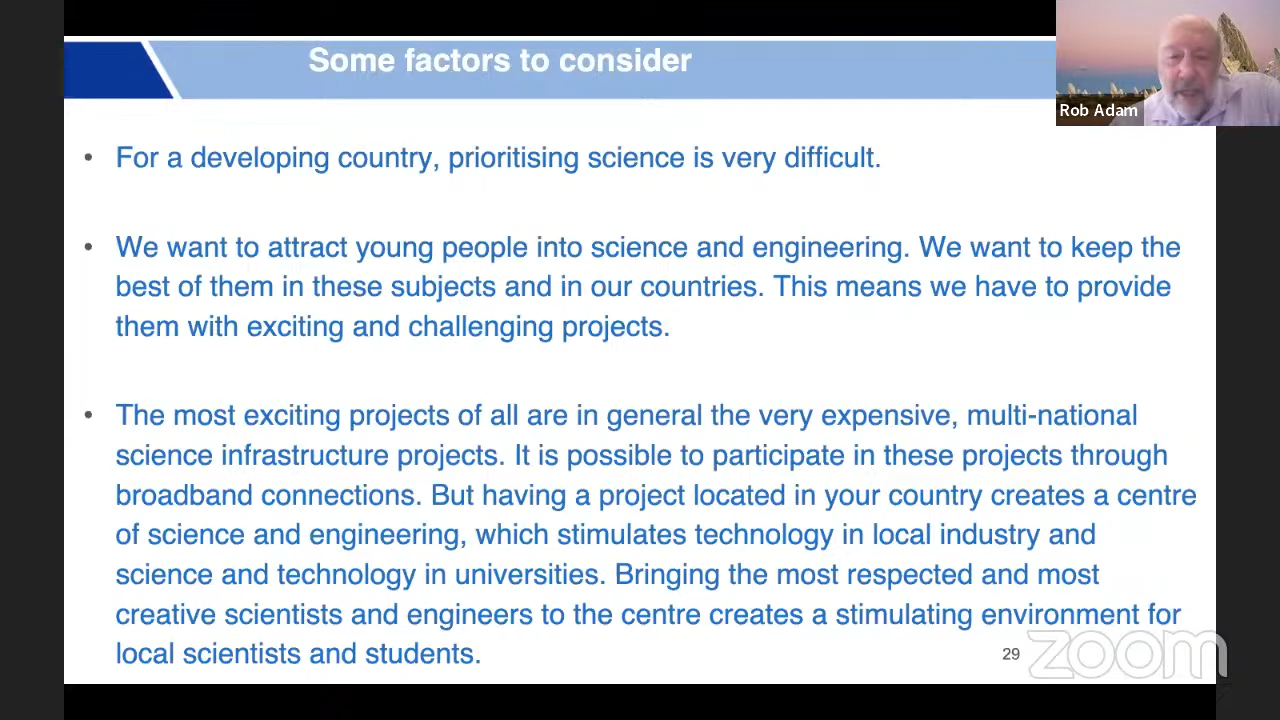 Some factors to consider
Rob Adam
• For a developing country, prioritising science is very difficult.
• We want to attract young people into science and engineering. We want to keep the
best of them in these subjects and in our countries. This means we have to provide
them with exciting and challenging projects.
• The most exciting projects of all are in general the very expensive, multi-national
science infrastructure projects. It is possible to participate in these projects through
broadband connections. But having a project located in your country creates a centre
of science and engineering, which stimulates technology in local industry and
science and technology in universities. Bringing the most respected and most
creative scientists and engineers to the centre creates a stimulating environment for
local scientists and students.
29
zoom